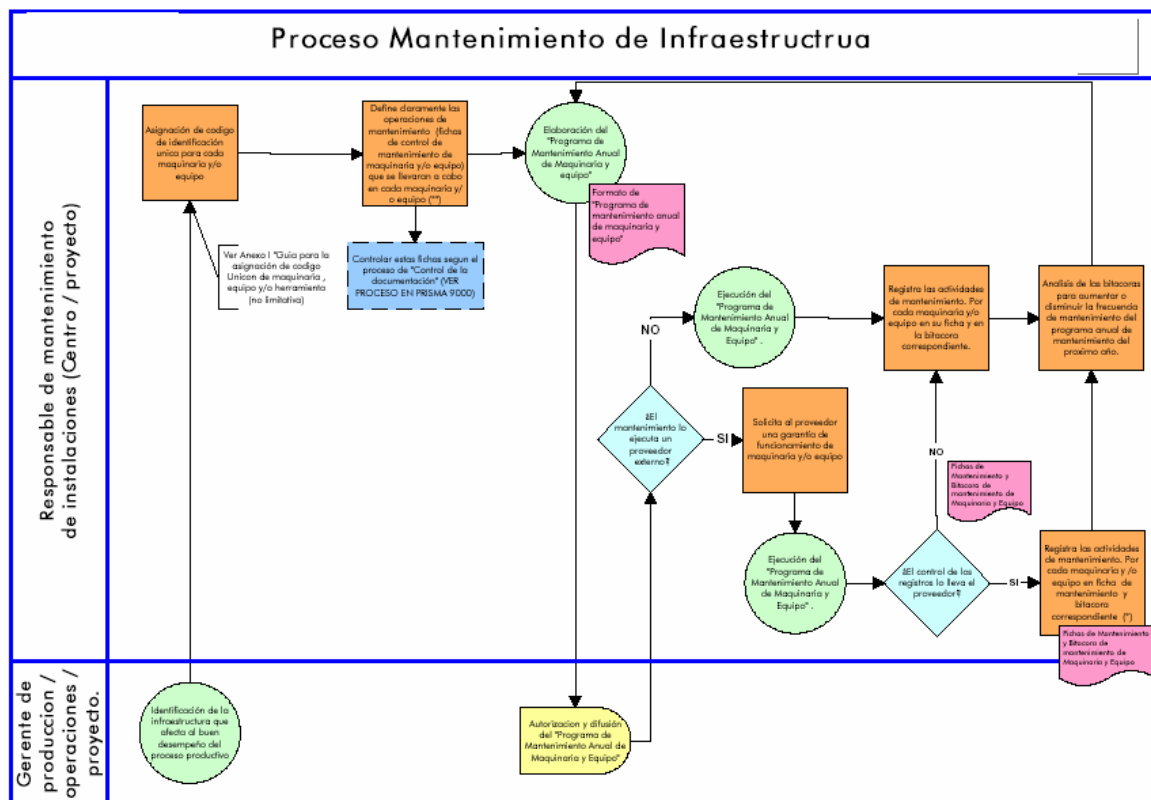 Proceso Mantenimiento de Infraestructrua
Responsable de mantenimiento
de instalaciones (Centro / proyecto)
Asignación de codigo
de identificación
unica para cada
maquinaria y/o
equipo
Define claramente las
operaciones de
mantenimiento (fichas
de control de
mantenimiento de
maquinaria y/o equipo)
que se llevaran a cabo
en cada maquinaria y/
o equipo (**)
Elaboración del
"Programa de
Mantenimiento Anual
de Maquinaria y
equipo"
Formato de
"Programa de
mantenimiento anual
de maquinaria y
equipo"
Ver Anexo I "Guia para la
asignación de codigo
Unicon de maquinaria ,
equipo y/o herramienta
(no limitativa)
Controlar estas fichas segun el
proceso de "Control de la
documentación" (VER
PROCESO EN PRISMA 9000)
Ejecución del
"Programa de
Mantenimiento Anual
de Maquinaria y
Equipo" .
Registra las actividades
de mantenimiento. Por
cada maquinaria y/o
equipo en su ficha y en
la bitacora
correspondiente.
Analisis de las bitacoras
para aumentar o
disminuir la frecuencia
de mantenimiento del
programa anual de
mantenimiento del
proximo año.
NO
¿El
mantenimiento lo
ejecuta un
proveedor
externo?
SI
Solicita al proveedor
una garantía de
funcionamiento de
maquinaria y/o equipo
NO
Fichas de
Mantenimiento y
Bitacora de
mantenimiento de
Maquinaria y Equipo
Ejecución del
"Programa de
Mantenimiento Anual
de Maquinaria y
Equipo" .
¿El control de los
registros lo lleva el
proveedor?
SI
Registra las actividades
de mantenimiento. Por
cada maquinaria y /o
equipo en ficha de
mantenimiento y
bitacora
correspondiente (*)
Fichas de Mantenimiento
y Bitacora de
mantenimiento de
Maquinaria y Equipo
Gerente de
produccion /
operaciones /
proyecto.
Identificación de la
infraestructura que
afecta al buen
desempeño del
proceso productivo
Autorizacion y difusión
del "Programa de
Mantenimiento Anual de
Maquinaria y Equipo"